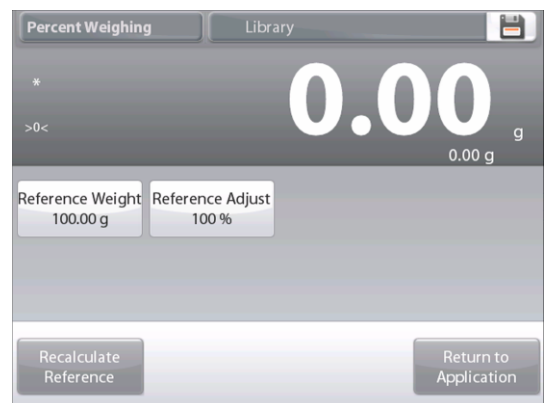 Percent Weighing
Library
*
0.00
>0<
g
0.00 g
Reference Weight
100.00 g
Reference Adjust
100 %
Recalculate
Reference
Return to
Application